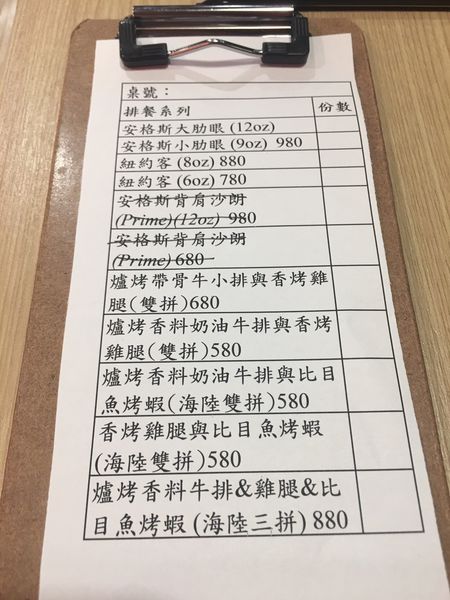 桌號：
排餐系列 份數
安格斯大肋眼 (12oz)
安格斯小肋眼 (9oz) 980
紐約客 (8oz) 880
紐約客 (6oz) 780
安格斯背肩沙朗
(Prime)(12oz) 980
安格斯背肩沙朗
(Prime) 680
爐烤帶骨牛小排與香烤雞
腿(雙拼)680
爐烤香料奶油牛排與香烤
雞腿(雙拼)580
爐烤香料奶油牛排與比目
魚烤蝦(海陸雙拼)580
香烤雞腿與比目魚烤蝦
(海陸雙拼)580
爐烤香料牛排&雞腿&比
目魚烤蝦(海陸三拼) 880